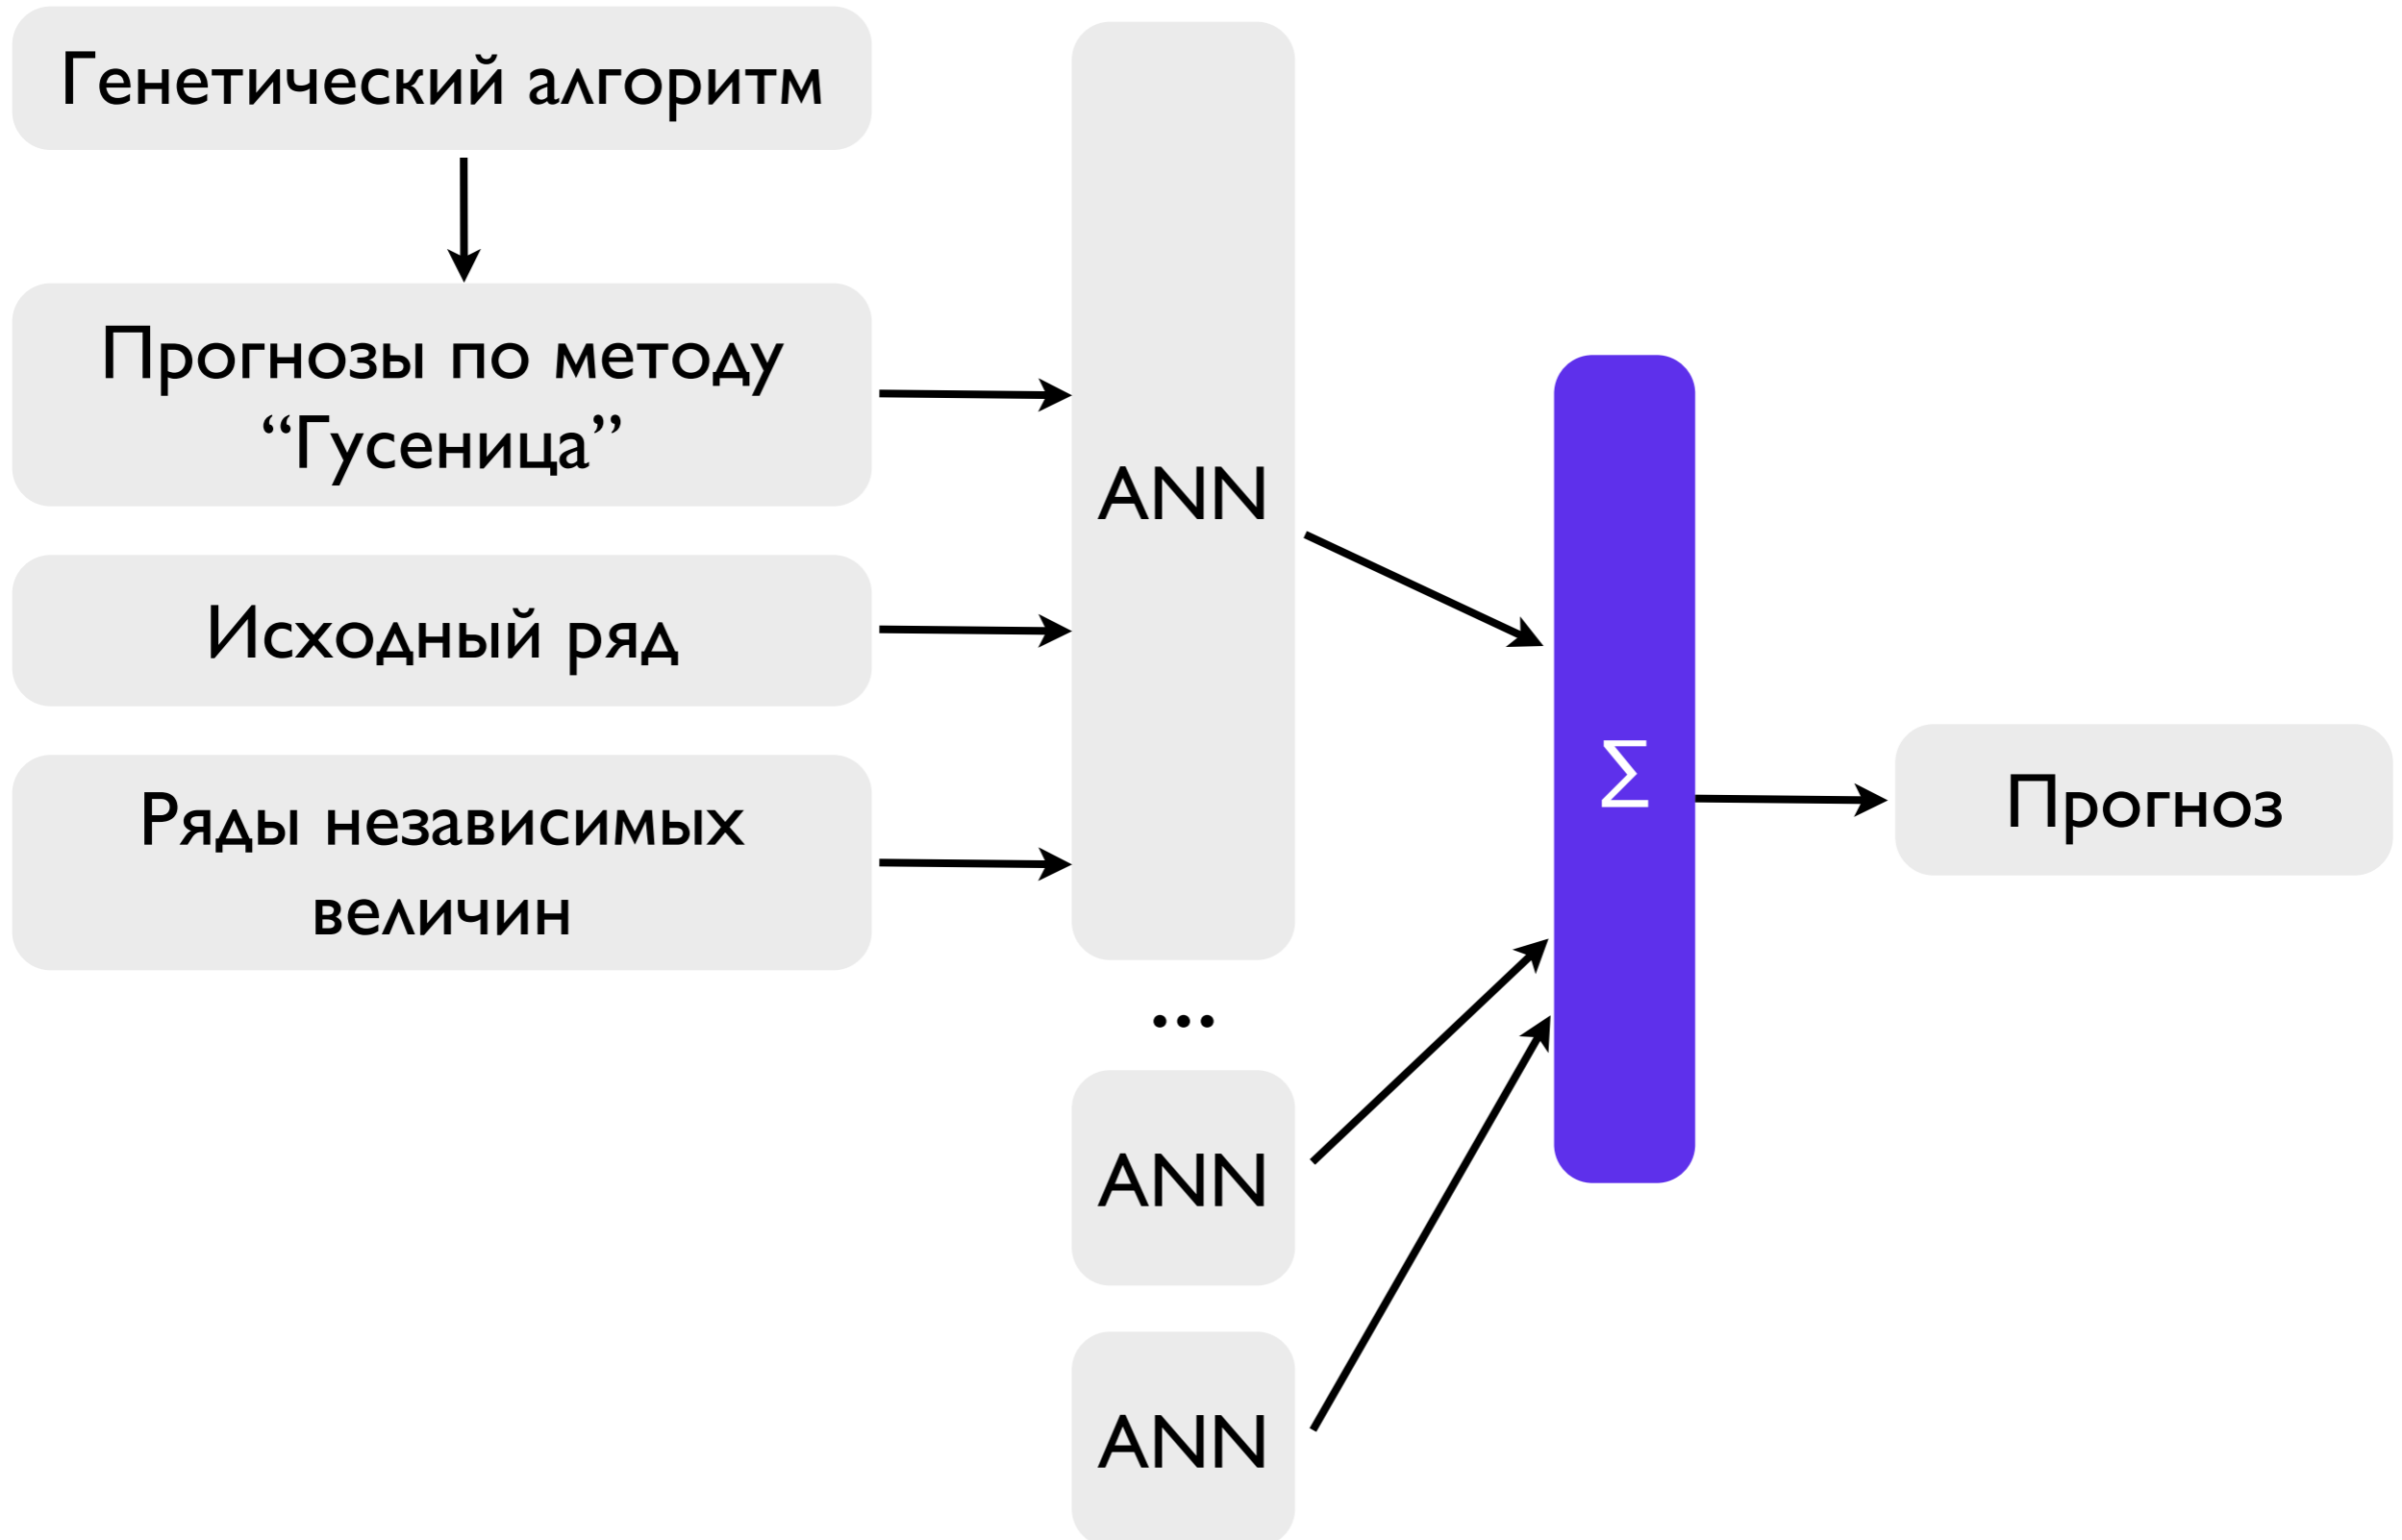 Генетический алгоритм
Прогнозы по методу
“Гусеница”
Исходный ряд
Ряды независимых
величин
ANN
...
ANN
ANN
Σ
Прогноз